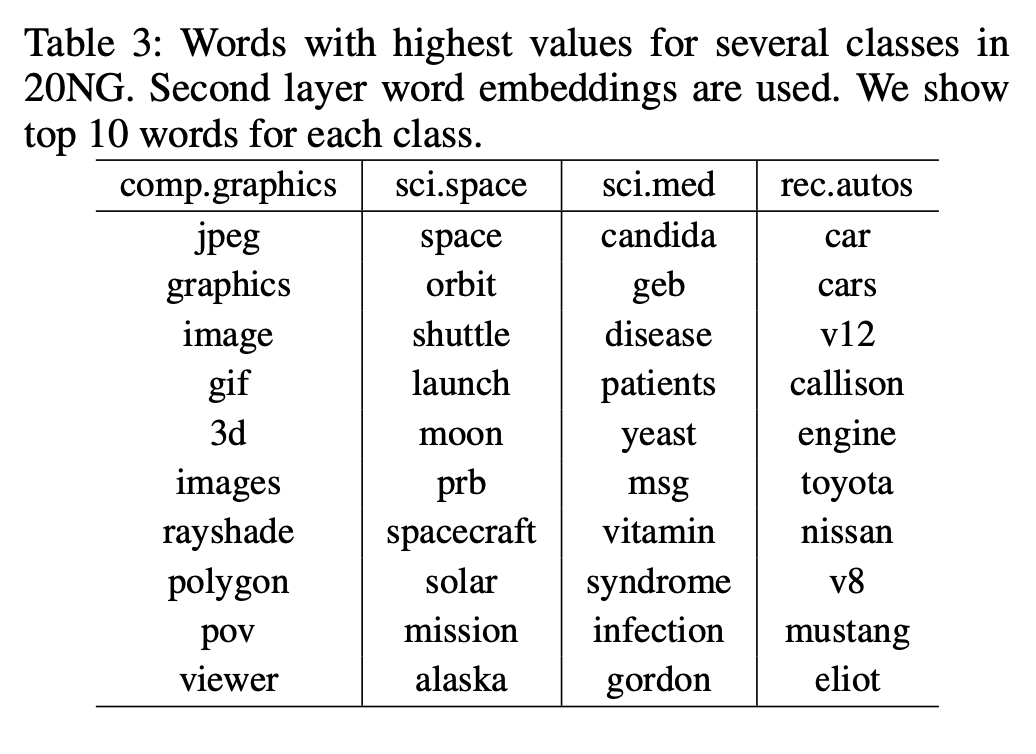 Table 3: Words with highest values for several classes in
20NG. Second layer word embeddings are used. We show
top 10 words for each class.
comp.graphics sci.space sci.med rec.autos
jpeg space candida car
graphics orbit geb cars
image shuttle disease v12
gif launch patients callison
3d moon yeast engine
images prb msg toyota
rayshade spacecraft vitamin nissan
polygon solar syndrome v8
pov mission infection mustang
viewer alaska gordon eliot